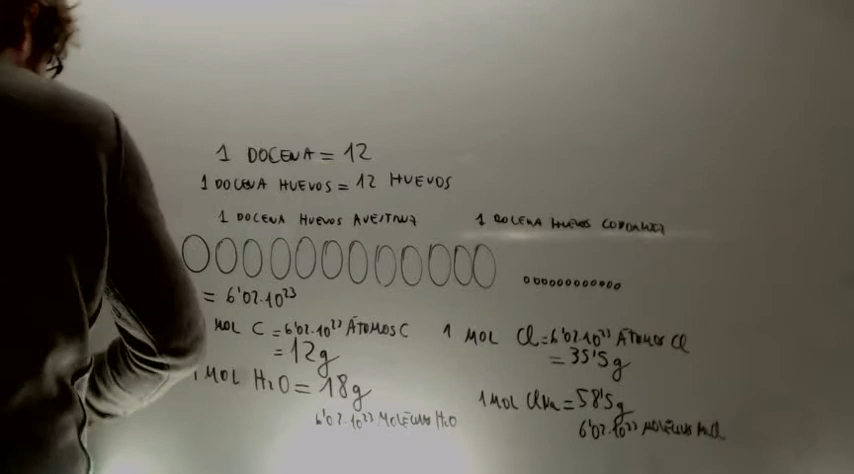 1 DOCENA = 12
1 DOCENA HUEVOS = 12 HUEVOS
1 DOCENA HUEVOS AVESTRUZ
1 DOCENA HUEVOS CODORNIZ
= 6'02·10²³
MOL C = 6'02·10²³ ÁTOMOS C
= 12g
1 MOL Cl = 6'02·10²³ ÁTOMOS Cl
= 35'5g
1 MOL H₂O = 18g
6'02·10²³ MOLÉCULAS H₂O
1 MOL ClNa = 58'5g
6'02·10²³ MOLÉCULAS